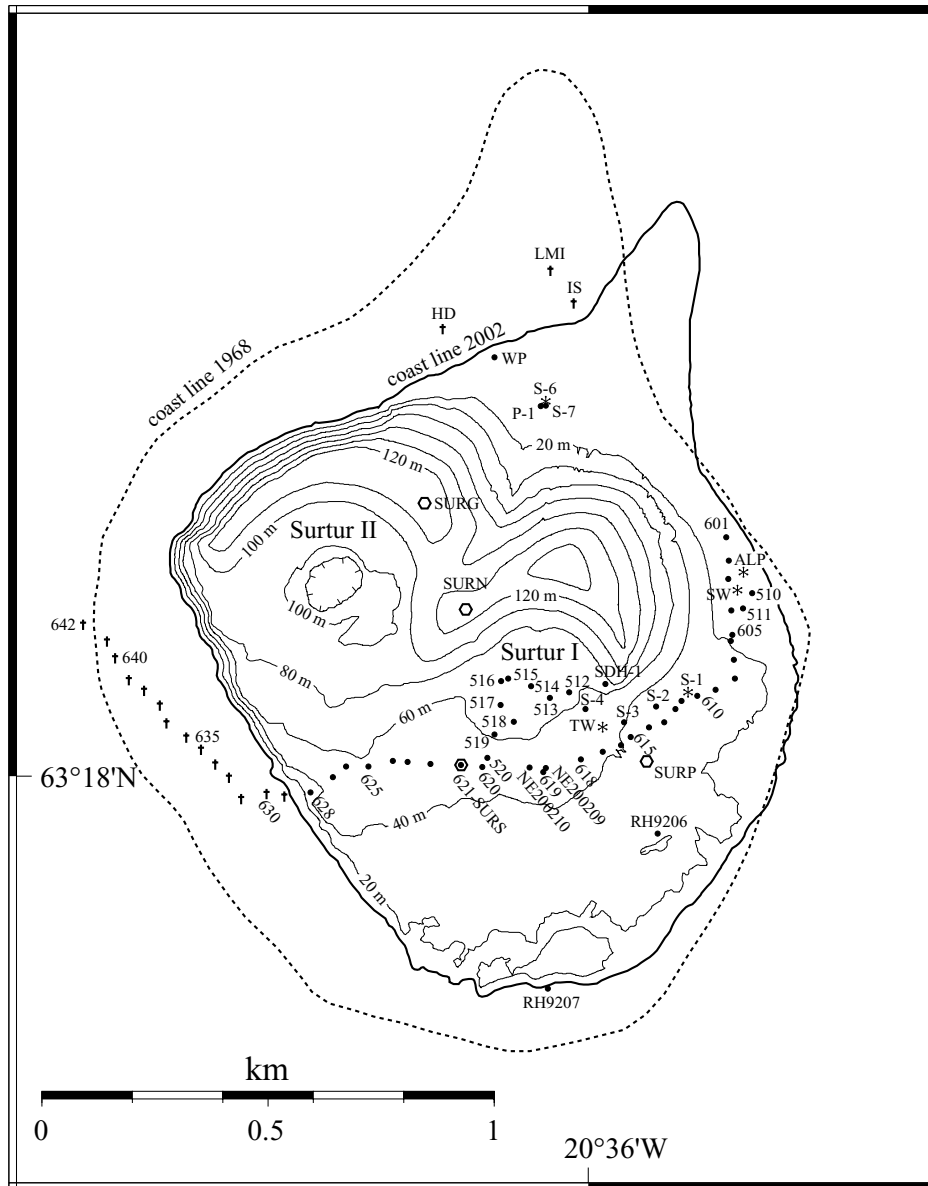 LMI
IS
HD
coast line 1968
coast line 2002
WP
S-6
P-1
S-7
20 m
120 m
SURG
Surtur II
100 m
601
ALP
SURN
SW
510
100 m
120 m
511
642
605
Surtur I
640
80 m
516
515
514
512
SDH-1
S-1
517
513
S-4
S-2
610
60 m
518
TW
S-3
635
519
615
63°18'N
520
618
SURP
625
620
619
NE200209
NE200210
621-SURS
630
628
40 m
RH9206
20 m
RH9207
km
0
0.5
1
20°36'W